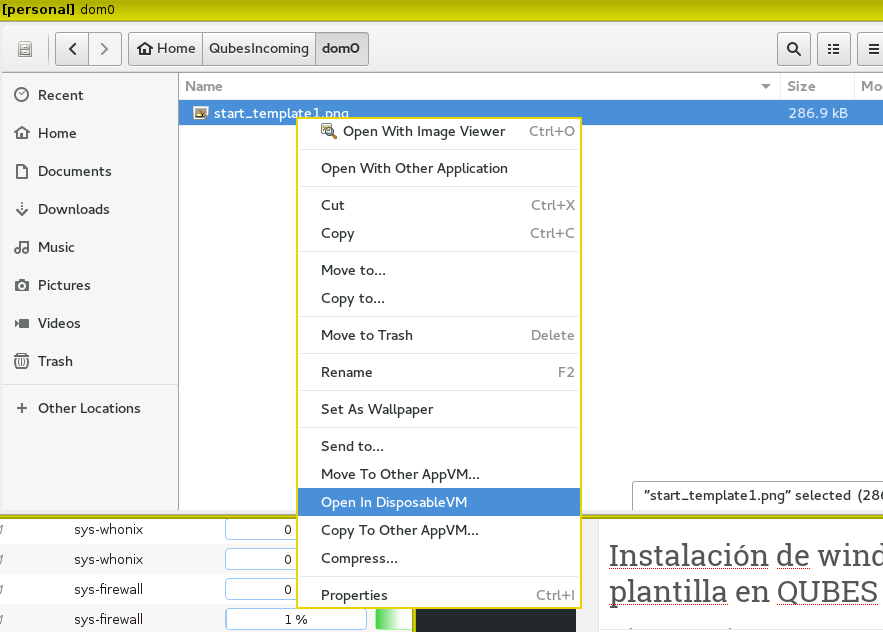 [personal] dom0
Home QubesIncoming dom0
Name Size Mo
start_template1.png 286.9 kB
Recent
Home
Documents
Downloads
Music
Pictures
Videos
Trash
Other Locations
Open With Image Viewer Ctrl+O
Open With Other Application
Cut Ctrl+X
Copy Ctrl+C
Move to...
Copy to...
Move to Trash Delete
Rename F2
Set As Wallpaper
Send to...
Move To Other AppVM...
Open In DisposableVM
Copy To Other AppVM...
Compress...
Properties Ctrl+I
"start_template1.png" selected (286
sys-whonix 0
sys-whonix 0
sys-firewall 0
sys-firewall 1 %
Instalación de wind
plantilla en QUBES